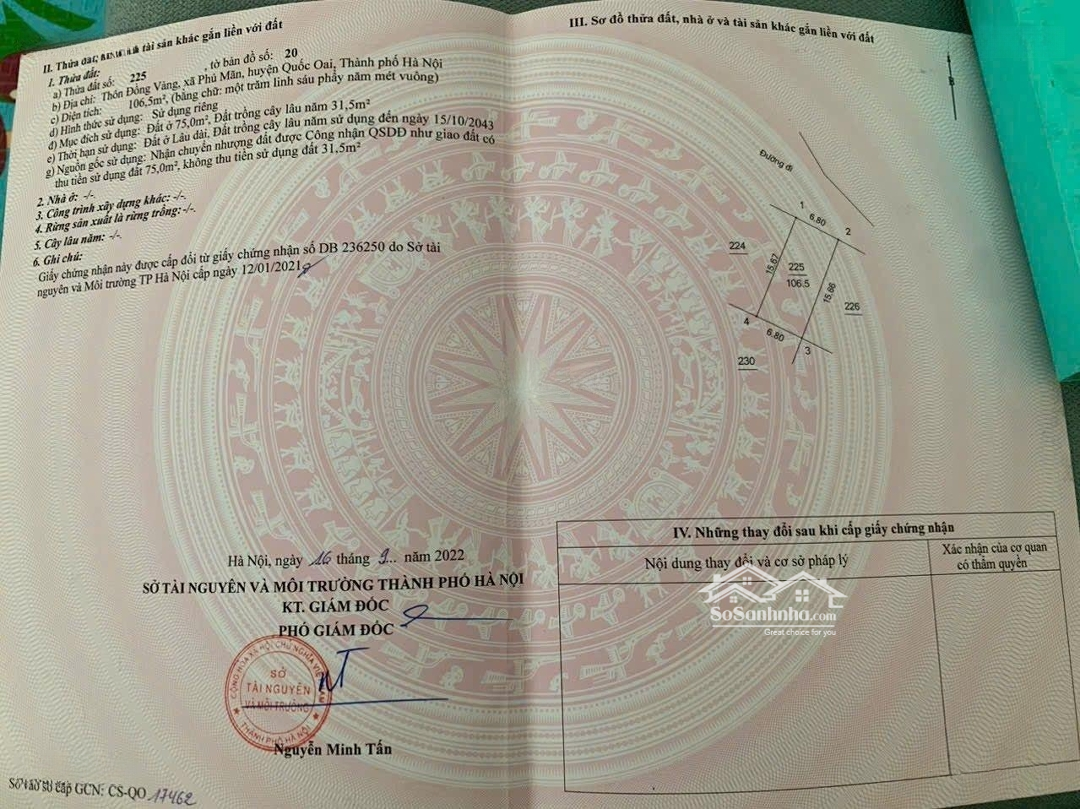 II. Thửa đất, tài sản khác gắn liền với đất
1. Thửa đất:
a) Thửa đất số: 225 , tờ bản đồ số: 20
b) Địa chỉ: Thôn Đồng Vàng, xã Phú Mãn, huyện Quốc Oai, Thành phố Hà Nội
c) Diện tích: 106,5m², (bằng chữ: một trăm linh sáu phẩy năm mét vuông)
d) Hình thức sử dụng: Sử dụng riêng
đ) Mục đích sử dụng: Đất ở 75,0m², Đất trồng cây lâu năm 31,5m²
e) Thời hạn sử dụng: Đất ở Lâu dài, Đất trồng cây lâu năm sử dụng đến ngày 15/10/2043
g) Nguồn gốc sử dụng: Nhận chuyển nhượng đất được Công nhận QSDĐ như giao đất có
thu tiền sử dụng đất 75,0m², không thu tiền sử dụng đất 31,5m²
2. Nhà ở: -/-
3. Công trình xây dựng khác: -/-.
4. Rừng sản xuất là rừng trồng: -/-.
5. Cây lâu năm: -/-.
6. Ghi chú:
Giấy chứng nhận này được cấp đổi từ giấy chứng nhận số DB 236250 do Sở tài
nguyên và Môi trường TP Hà Nội cấp ngày 12/01/2021
Hà Nội, ngày 16 tháng 9... năm 2022
SỞ TÀI NGUYÊN VÀ MÔI TRƯỜNG THÀNH PHỐ HÀ NỘI
KT. GIÁM ĐỐC
PHÓ GIÁM ĐỐC
CỘNG HÒA XÃ HỘI CHỦ NGHĨA VIỆT NAM
SỞ
TÀI NGUYÊN
VÀ MÔI TRƯỜNG
THÀNH PHỐ HÀ NỘI
Nguyễn Minh Tấn
Số vào sổ cấp GCN: CS-QO 17462
III. Sơ đồ thửa đất, nhà ở và tài sản khác gắn liền với đất
Đường đi
1
6.80
2
224
15.67
225
106.5
15.66
226
4
6.80
3
230
IV. Những thay đổi sau khi cấp giấy chứng nhận
Nội dung thay đổi và cơ sở pháp lý
Xác nhận của cơ quan
có thẩm quyền
SoSanhnha.com
Great choice for you